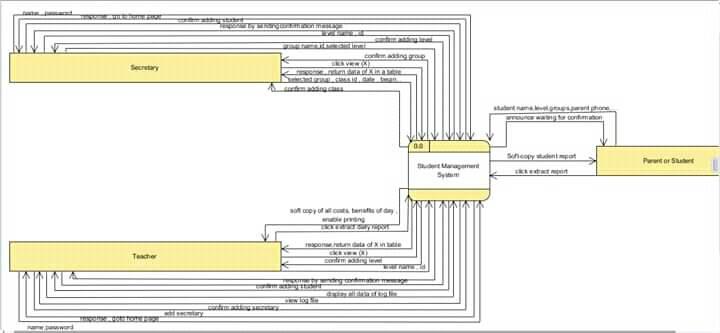 name , password
response , go to home page
confirm adding student
response by sending confirmation message
level name , id
confirm adding level
group name,id,selected level
Secretary
confirm adding group
click view (X)
response , return data of X in a table
selected group , class id , date , begin...
confirm adding class
student name,level,groups,parent phone,...
announce waiting for confirmation
0.0
Student Management
System
Soft-copy student report
click extract report
Parent or Student
soft copy of all costs, benefits of day ,
enable printing
click extract daily report
Teacher
response,return data of X in table
click view (X)
confirm adding level
level name , id
response by sending confirmation message
confirm adding student
display all data of log file
view log file
confirm adding secretary
add secretary
response , goto home page
name,password